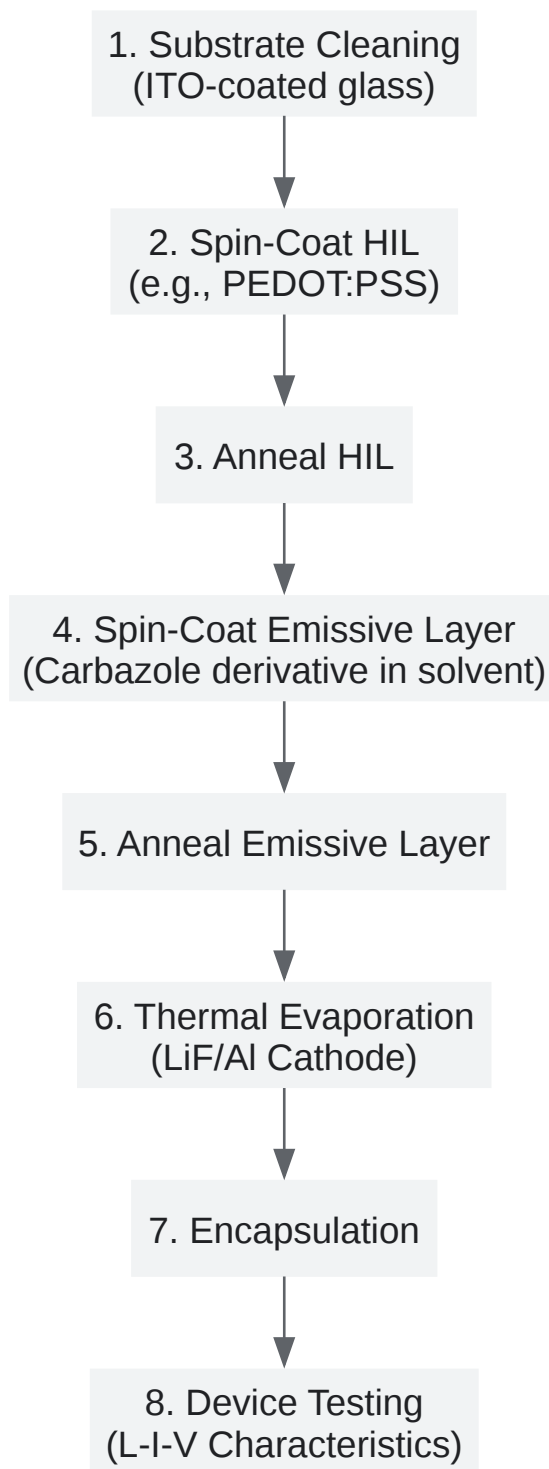 1. Substrate Cleaning
(ITO-coated glass)
2. Spin-Coat HIL
(e.g., PEDOT:PSS)
3. Anneal HIL
4. Spin-Coat Emissive Layer
(Carbazole derivative in solvent)
5. Anneal Emissive Layer
6. Thermal Evaporation
(LiF/Al Cathode)
7. Encapsulation
8. Device Testing
(L-I-V Characteristics)